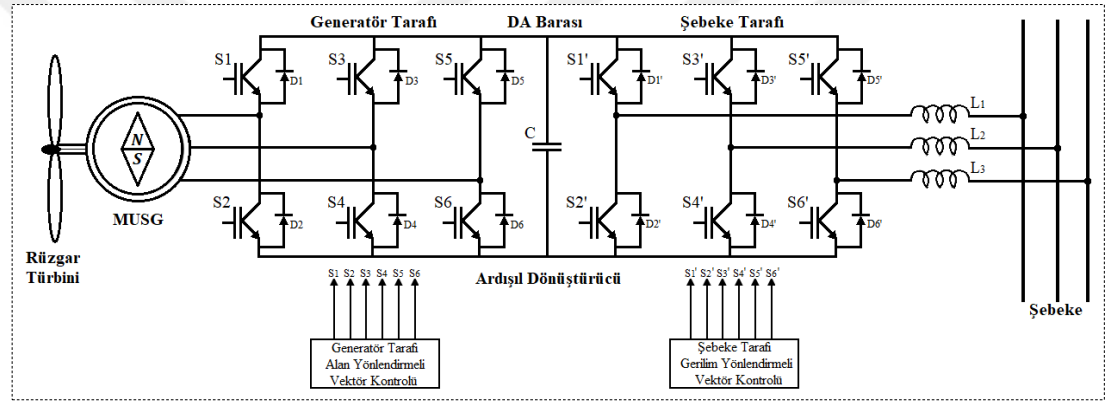 Generatör Tarafı
DA Barası
Şebeke Tarafı
S1
D1
S3
D3
S5
D5
S1'
D1'
S3'
D3'
S5'
D5'
L1
L2
L3
C
N
S
MUSG
Rüzgar
Türbini
S2
D2
S4
D4
S6
D6
S2'
D2'
S4'
D4'
S6'
D6'
Ardışıl Dönüştürücü
Şebeke
S1 S2 S3 S4 S5 S6
S1' S2' S3' S4' S5' S6'
Generatör Tarafı
Alan Yönlendirmeli
Vektör Kontrolü
Şebeke Tarafı
Gerilim Yönlendirmeli
Vektör Kontrolü